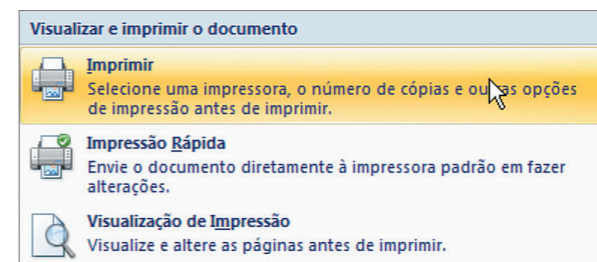 Visualizar e imprimir o documento
Imprimir
Selecione uma impressora, o número de cópias e outras opções
de impressão antes de imprimir.
Impressão Rápida
Envie o documento diretamente à impressora padrão em fazer
alterações.
Visualização de Impressão
Visualize e altere as páginas antes de imprimir.